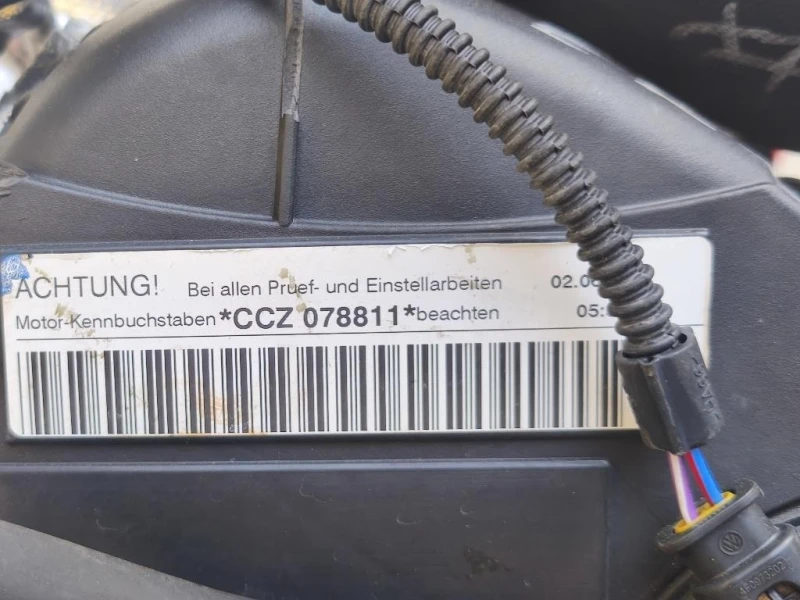 ACHTUNG! Bei allen Pruef- und Einstellarbeiten
Motor-Kennbuchstaben *CCZ 078811* beachten